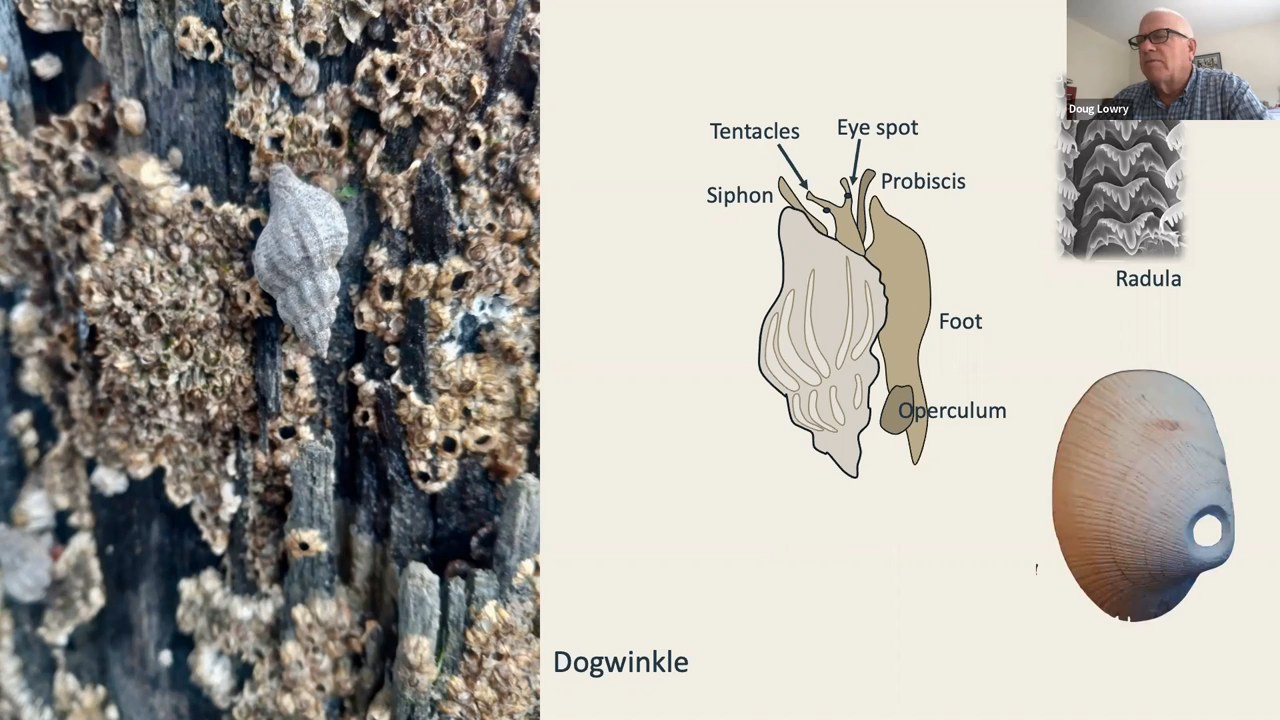 Doug Lowry
Tentacles
Eye spot
Siphon
Probiscis
Radula
Foot
Operculum
Dogwinkle